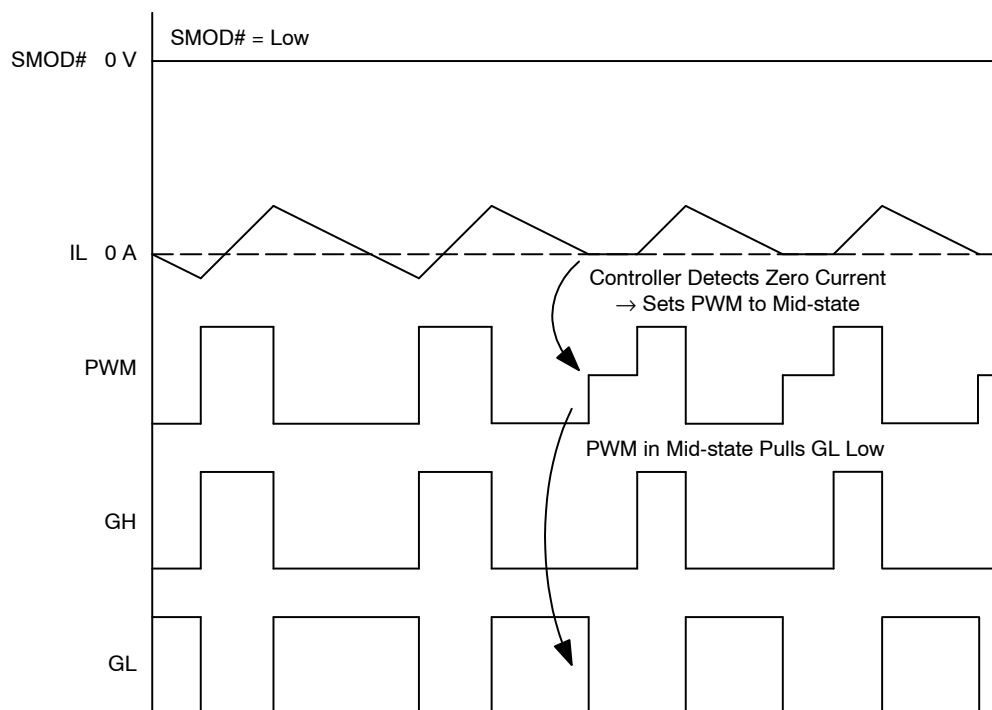 SMOD# = Low
SMOD# 0 V
IL 0 A
Controller Detects Zero Current
→ Sets PWM to Mid-state
PWM
PWM in Mid-state Pulls GL Low
GH
GL